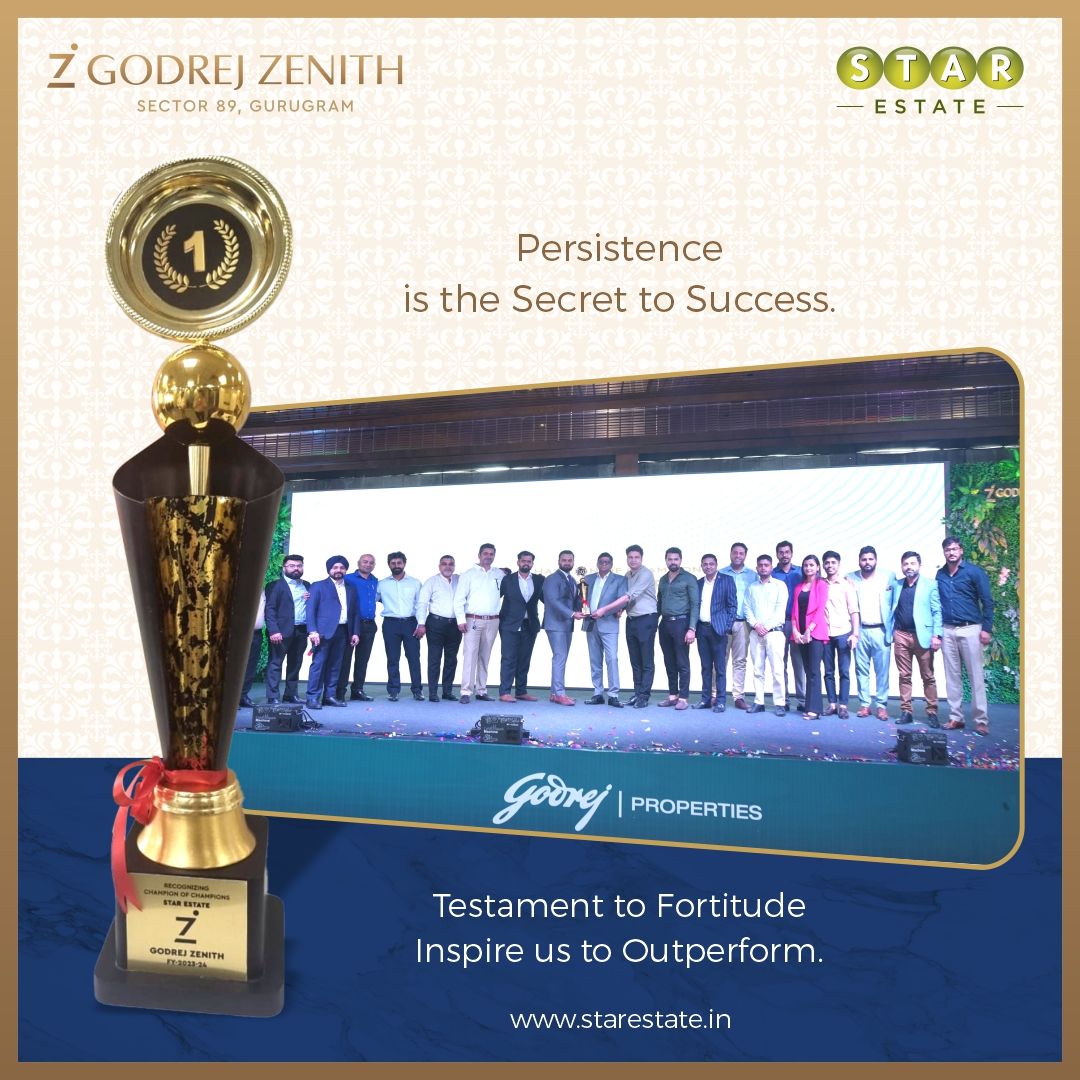 GODREJ ZENITH
SECTOR 89, GURUGRAM
STAR
ESTATE
1
Persistence
is the Secret to Success.
GOD
Godrej | PROPERTIES
RECOGNIZING
CHAMPION OF CHAMPIONS
STAR ESTATE
GODREJ ZENITH
FY-2023-24
Testament to Fortitude
Inspire us to Outperform.
www.starestate.in